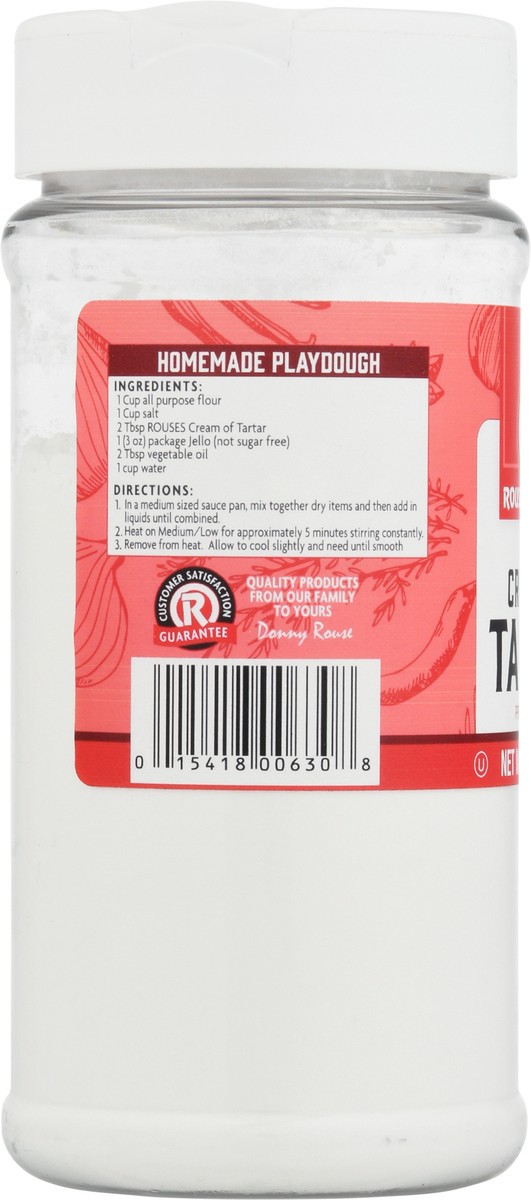 HOMEMADE PLAYDOUGH
INGREDIENTS:
1 Cup all purpose flour
1 Cup salt
2 Tbsp ROUSES Cream of Tartar
1 (3 oz) package Jello (not sugar free)
2 Tbsp vegetable oil
1 cup water
DIRECTIONS:
1. In a medium sized sauce pan, mix together dry items and then add in
liquids until combined.
2. Heat on Medium/Low for approximately 5 minutes stirring constantly.
3. Remove from heat. Allow to cool slightly and need until smooth
CUSTOMER SATISFACTION
R
GUARANTEE
QUALITY PRODUCTS
FROM OUR FAMILY
TO YOURS
Donny Rouse
0 15418 00630 8
ROUS
CR
TA
U
NET